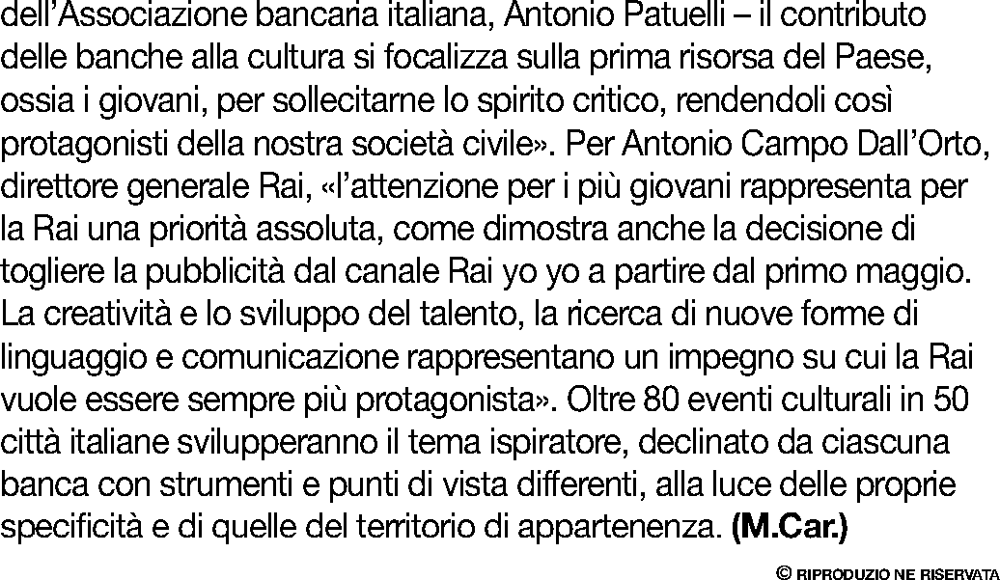 dell’Associazione bancaria italiana, Antonio Patuelli – il contributo
delle banche alla cultura si focalizza sulla prima risorsa del Paese,
ossia i giovani, per sollecitarne lo spirito critico, rendendoli così
protagonisti della nostra società civile». Per Antonio Campo Dall’Orto,
direttore generale Rai, «l’attenzione per i più giovani rappresenta per
la Rai una priorità assoluta, come dimostra anche la decisione di
togliere la pubblicità dal canale Rai yo yo a partire dal primo maggio.
La creatività e lo sviluppo del talento, la ricerca di nuove forme di
linguaggio e comunicazione rappresentano un impegno su cui la Rai
vuole essere sempre più protagonista». Oltre 80 eventi culturali in 50
città italiane svilupperanno il tema ispiratore, declinato da ciascuna
banca con strumenti e punti di vista differenti, alla luce delle proprie
specificità e di quelle del territorio di appartenenza. (M.Car.)
© RIPRODUZIO NE RISERVATA